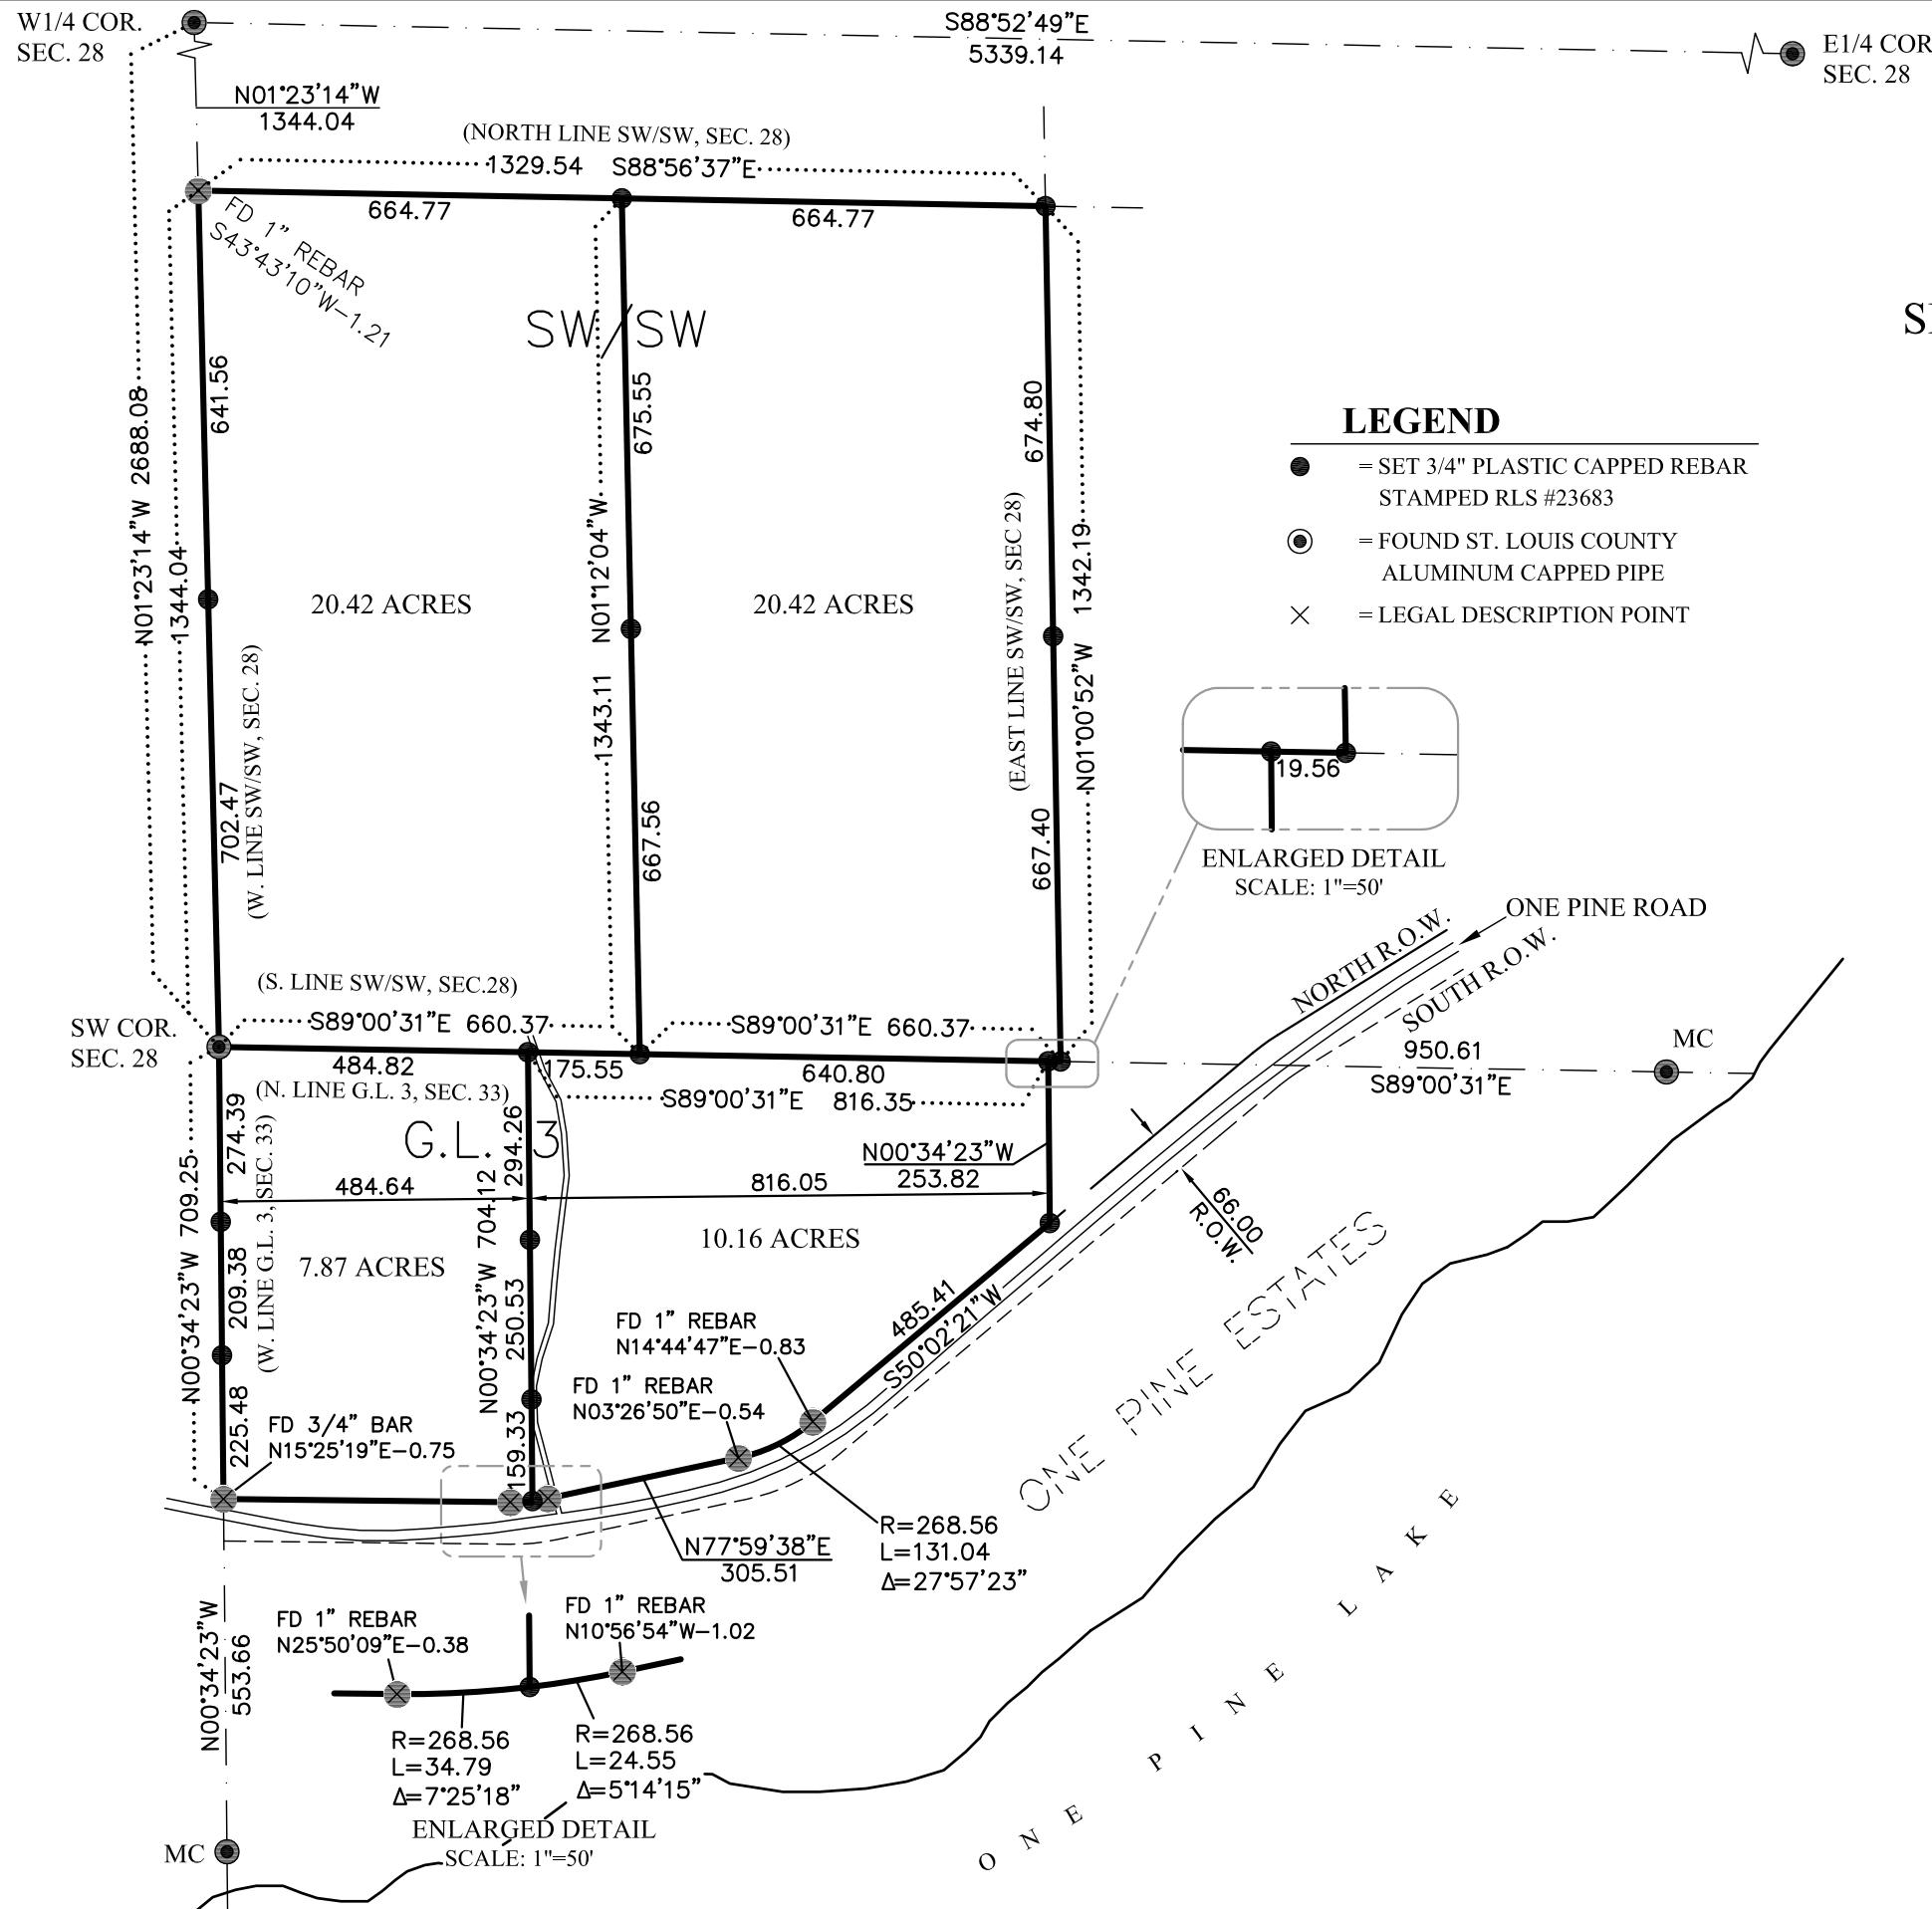 W1/4 COR.
SEC. 28
S88°52'49"E
5339.14
E1/4 COR
SEC. 28
N01°23'14"W
1344.04
(NORTH LINE SW/SW, SEC. 28)
1329.54 S88°56'37"E
664.77
664.77
FD 1" REBAR
S43°43'10"W-1.21
SW/SW
641.56
675.55
674.80
N01°23'14"W 2688.08
1344.04
N01°12'04"W
1343.11
(EAST LINE SW/SW, SEC 28)
1342.19
N01°00'52"W
20.42 ACRES
20.42 ACRES
702.47
(W. LINE SW/SW, SEC. 28)
667.56
667.40
LEGEND
= SET 3/4" PLASTIC CAPPED REBAR
STAMPED RLS #23683
= FOUND ST. LOUIS COUNTY
ALUMINUM CAPPED PIPE
= LEGAL DESCRIPTION POINT
19.56
ENLARGED DETAIL
SCALE: 1"=50'
ONE PINE ROAD
NORTH R.O.W.
SOUTH R.O.W.
(S. LINE SW/SW, SEC.28)
SW COR.
SEC. 28
S89°00'31"E 660.37
S89°00'31"E 660.37
484.82
175.55
640.80
(N. LINE G.L. 3, SEC. 33)
S89°00'31"E 816.35
950.61
S89°00'31"E
MC
274.39
G.L. 3
294.26
N00°34'23"W
253.82
484.64
816.05
N00°34'23"W 709.25
209.38
(W. LINE G.L. 3, SEC. 33)
N00°34'23"W 704.12
250.53
7.87 ACRES
10.16 ACRES
66.00
R.O.W.
485.41
S50°02'21"W
FD 1" REBAR
N14°44'47"E-0.83
FD 1" REBAR
N03°26'50"E-0.54
225.48
FD 3/4" BAR
N15°25'19"E-0.75
159.33
ONE PINE ESTATES
N77°59'38"E
305.51
R=268.56
L=131.04
Δ=27°57'23"
N00°34'23"W
553.66
FD 1" REBAR
N25°50'09"E-0.38
FD 1" REBAR
N10°56'54"W-1.02
R=268.56
L=34.79
Δ=7°25'18"
R=268.56
L=24.55
Δ=5°14'15"
ENLARGED DETAIL
SCALE: 1"=50'
MC
ONE PINE LAKE